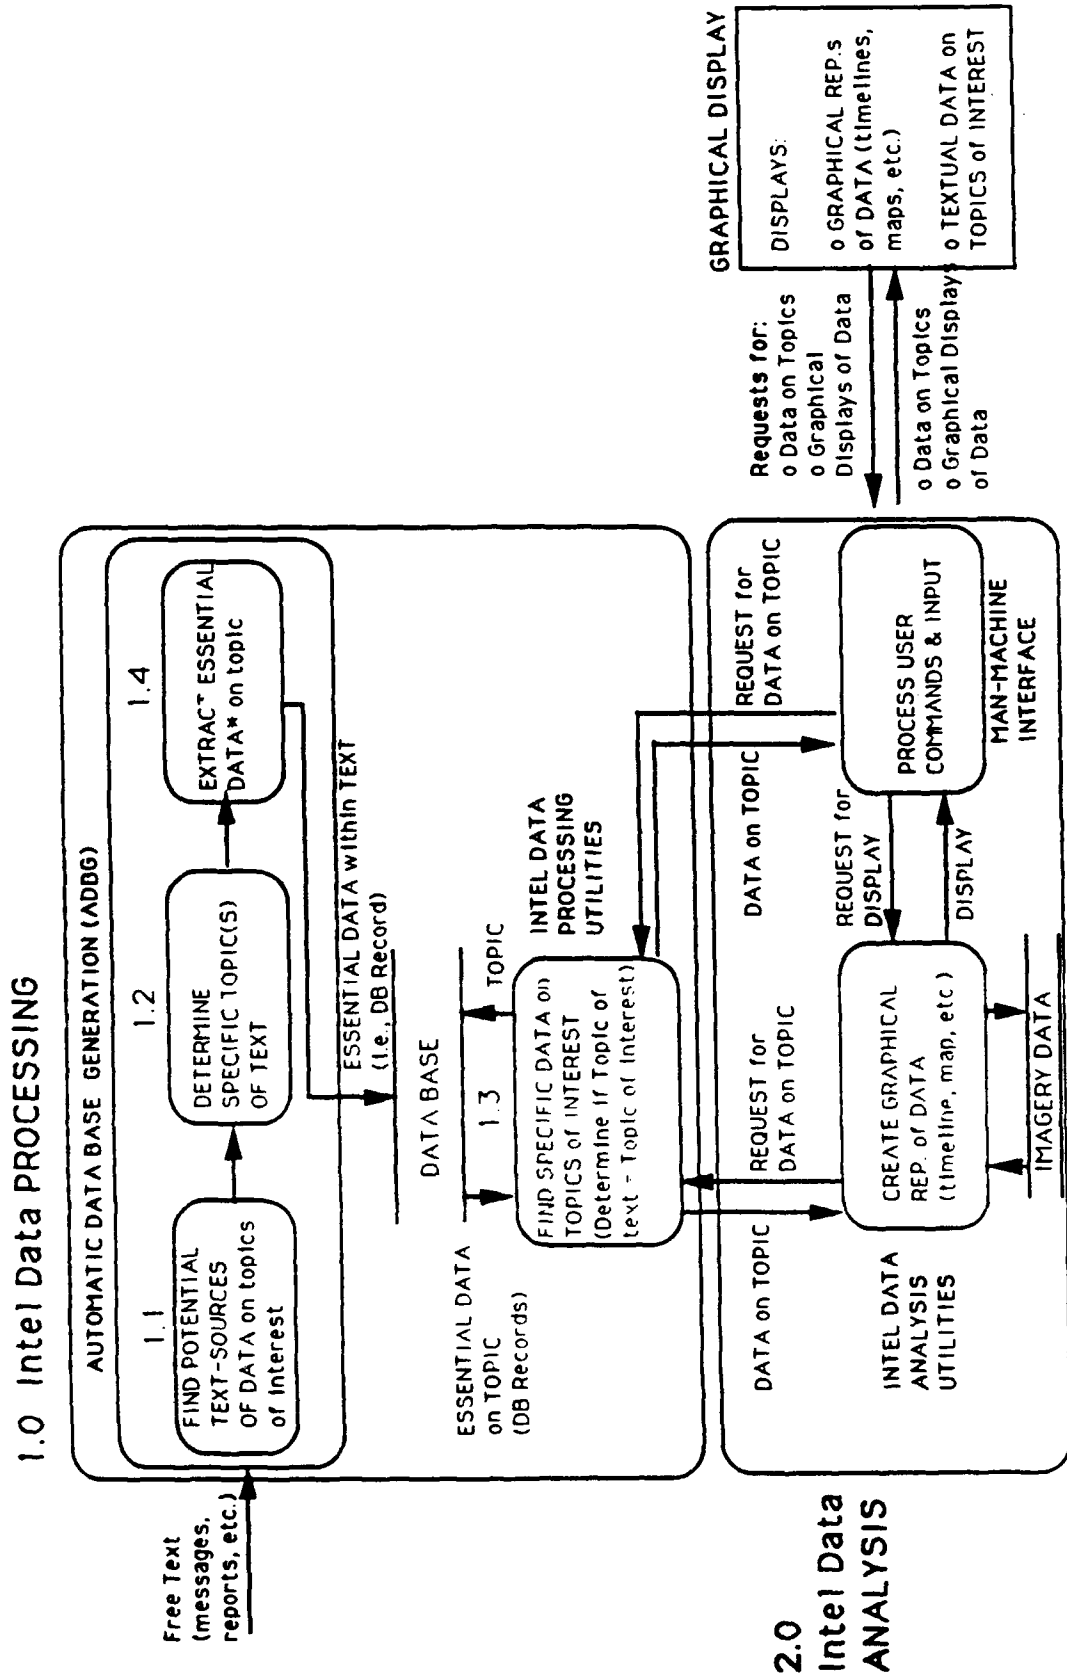 1.0 Intel Data PROCESSING
AUTOMATIC DATA BASE GENERATION (ADBG)
Free Text
(messages,
reports, etc.)
1.1
FIND POTENTIAL
TEXT-SOURCES
OF DATA on topics
of Interest
1.2
DETERMINE
SPECIFIC TOPIC(S)
OF TEXT
1.4
EXTRACT ESSENTIAL
DATA* on topic
ESSENTIAL DATA within TEXT
(i.e., DB Record)
DATA BASE
ESSENTIAL DATA
on TOPIC
(DB Records)
1.3
TOPIC
FIND SPECIFIC DATA on
TOPICS of INTEREST
(Determine if Topic of
text = Topic of Interest)
INTEL DATA
PROCESSING
UTILITIES
DATA on TOPIC
REQUEST for
DATA on TOPIC
DATA on TOPIC
REQUEST for
DATA on TOPIC
2.0
Intel Data
ANALYSIS
INTEL DATA
ANALYSIS
UTILITIES
CREATE GRAPHICAL
REP. of DATA
(timeline, map, etc.)
IMAGERY DATA
REQUEST for
DISPLAY
DISPLAY
PROCESS USER
COMMANDS & INPUT
MAN-MACHINE
INTERFACE
Requests for:
o Data on Topics
o Graphical
Displays of Data
o Data on Topics
o Graphical Displays
of Data
GRAPHICAL DISPLAY
DISPLAYS:
o GRAPHICAL REP.s
of DATA (timelines,
maps, etc.)
o TEXTUAL DATA on
TOPICS of INTEREST